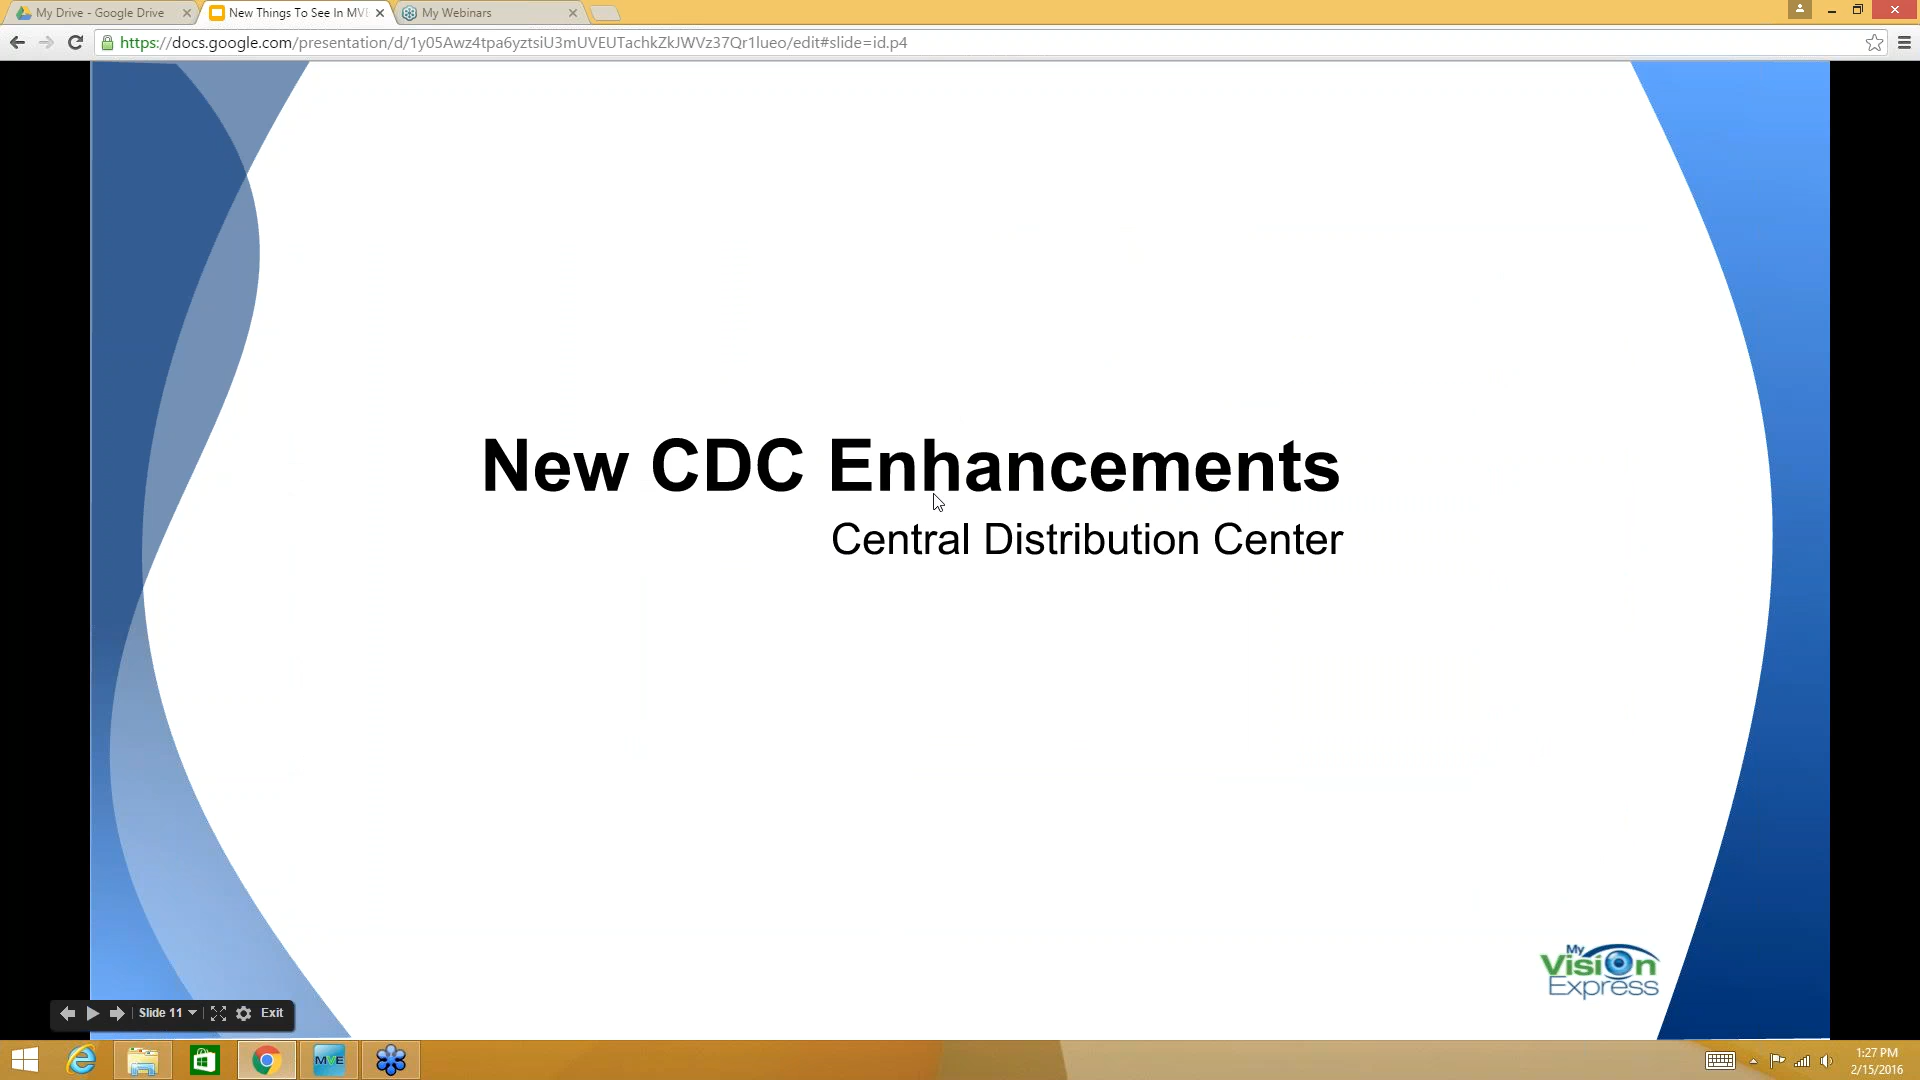 My Drive - Google Drive
New Things To See In MVE
My Webinars
https://docs.google.com/presentation/d/1y05Awz4tpa6yztsiU3mUVEUTachkZkJWVz37Qr1lueo/edit#slide=id.p4
New CDC Enhancements
Central Distribution Center
My
Vision
Express
Slide 11
Exit
MVE
1:27 PM
2/15/2016